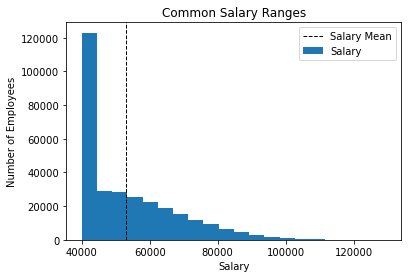 Common Salary Ranges
Salary Mean
Salary
120000
100000
80000
60000
40000
20000
0
Number of Employees
40000
60000
80000
100000
120000
Salary